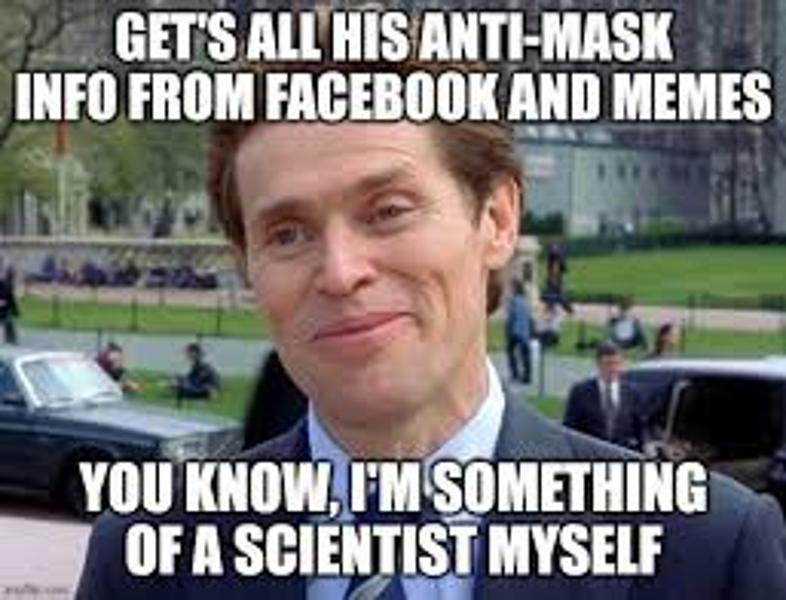 GET'S ALL HIS ANTI-MASK
INFO FROM FACEBOOK AND MEMES
YOU KNOW, I'M SOMETHING
OF A SCIENTIST MYSELF